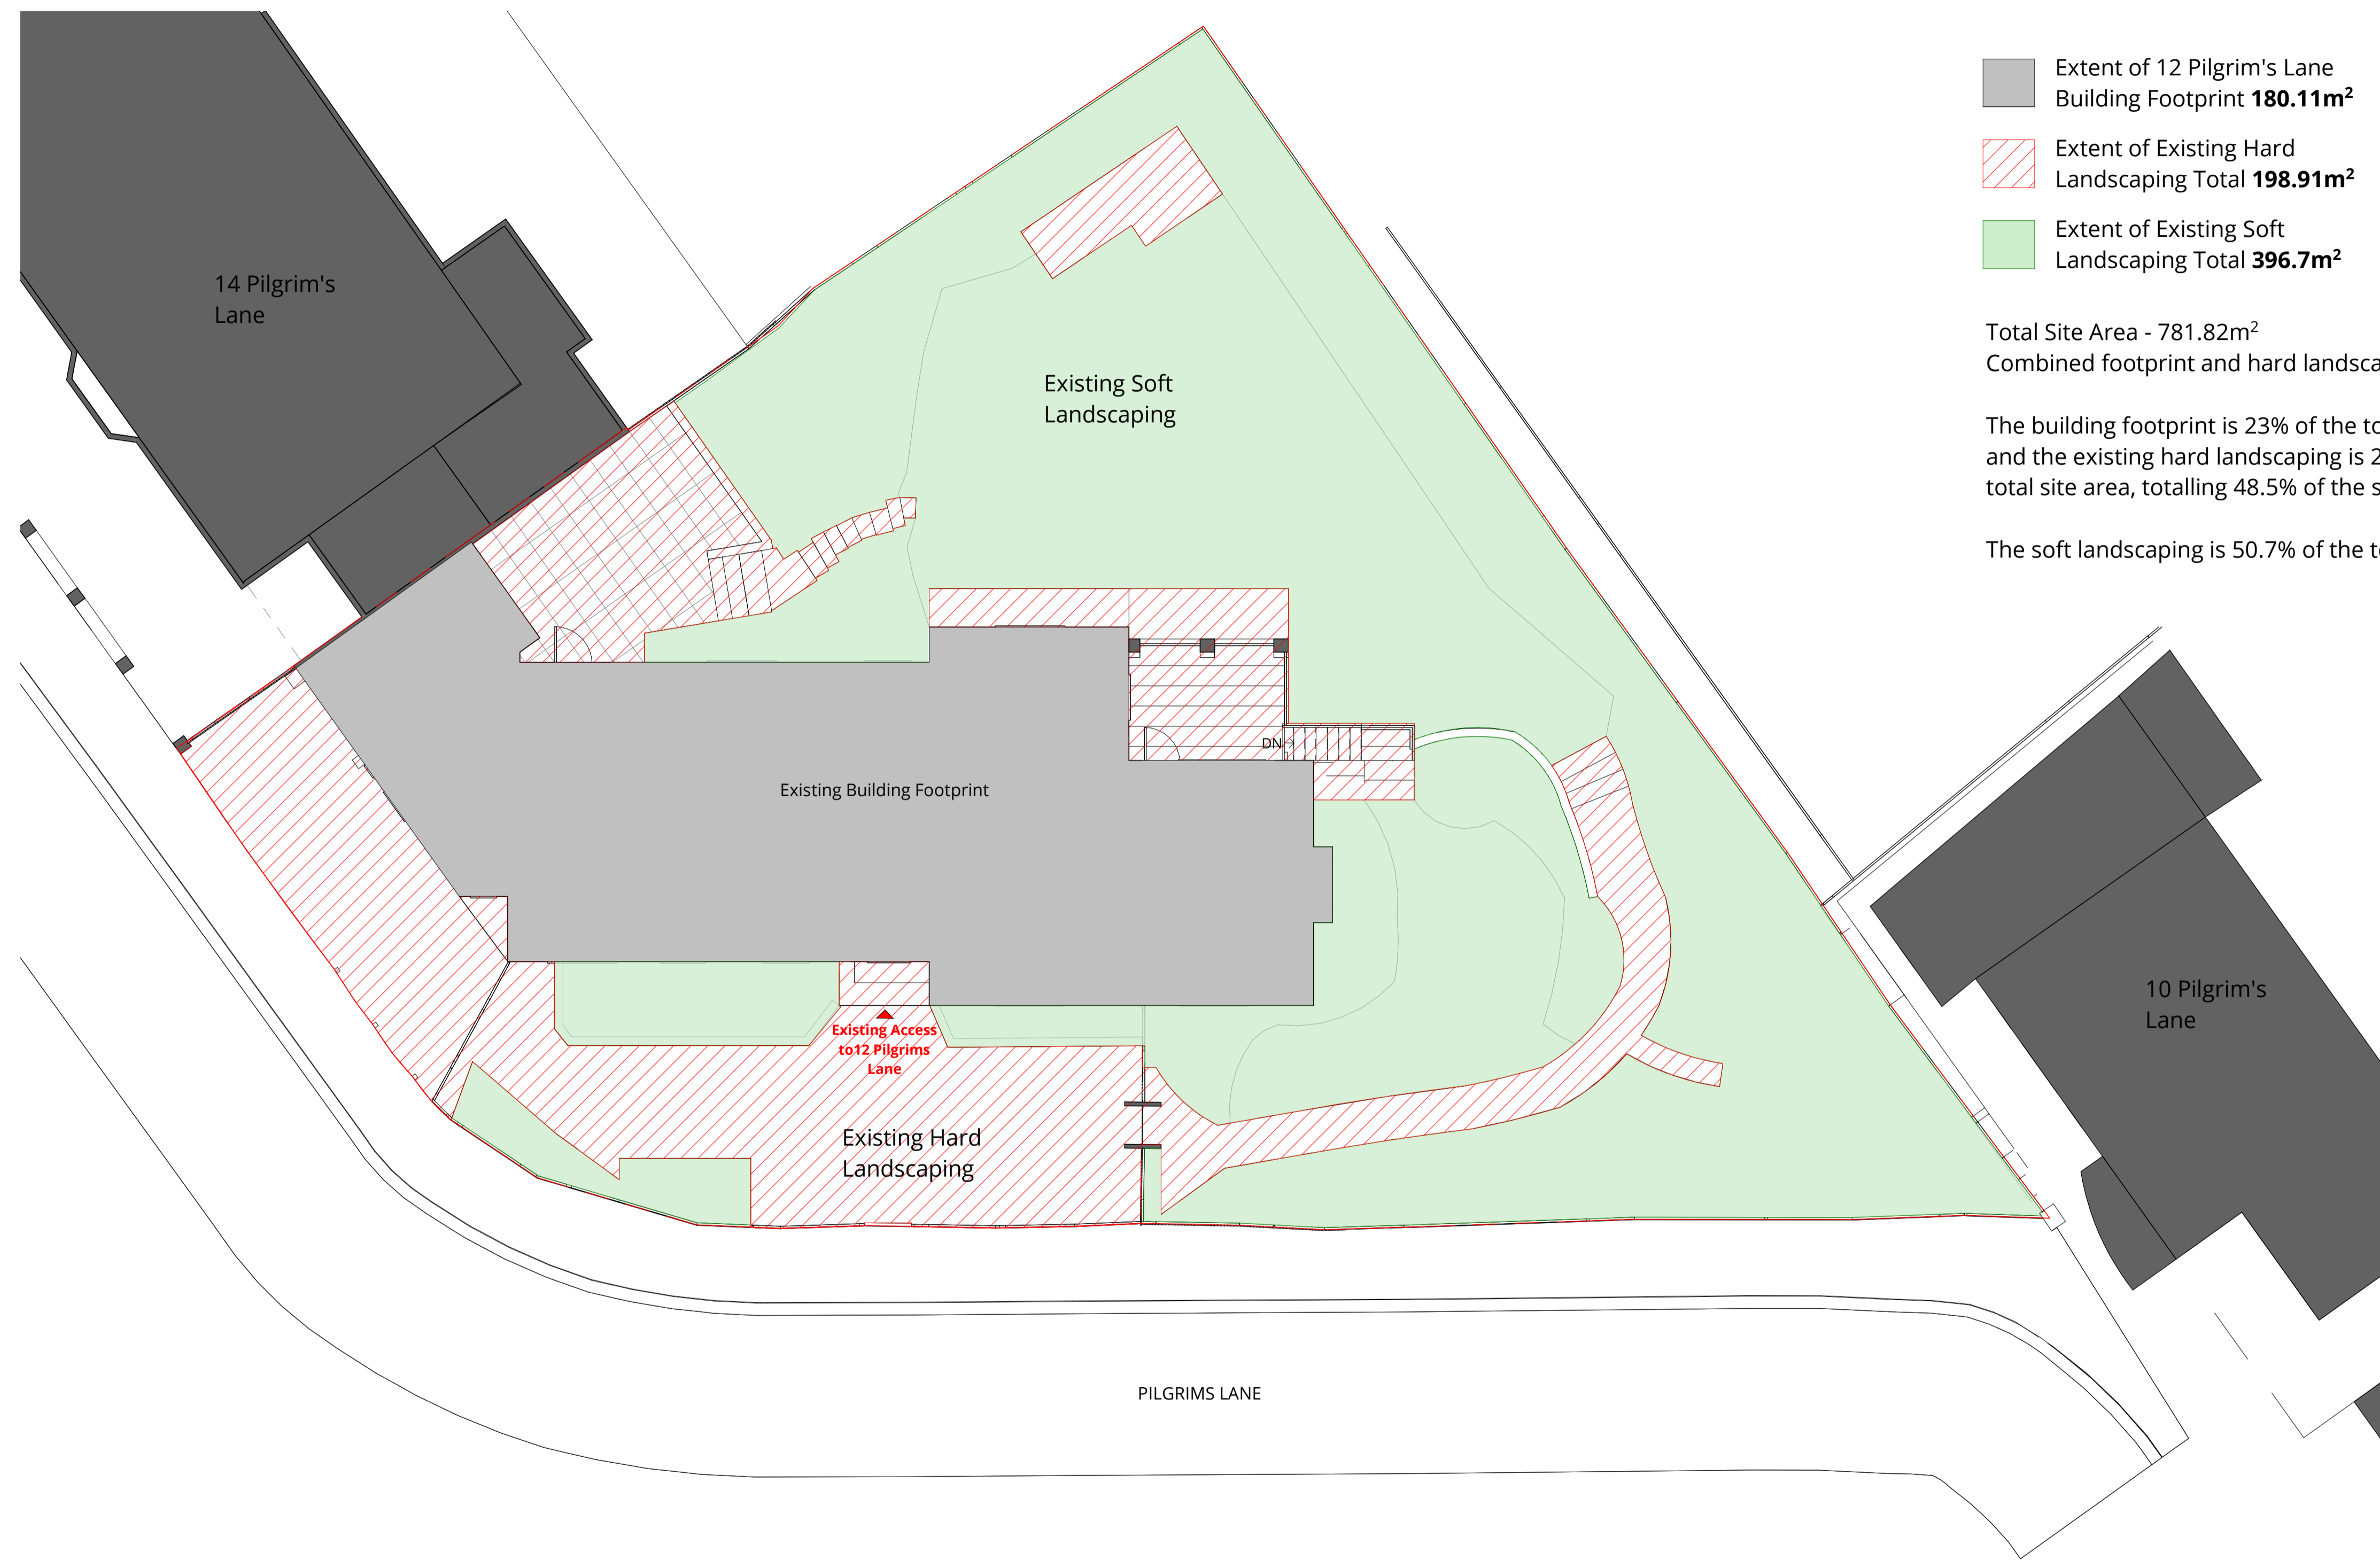 Extent of 12 Pilgrim's Lane
Building Footprint 180.11m²
Extent of Existing Hard
Landscaping Total 198.91m²
Extent of Existing Soft
Landscaping Total 396.7m²
Total Site Area - 781.82m²
Combined footprint and hard
The building footprint is 23% of the
and the existing hard landscaping is
total site area, totalling 48.5% of the
The soft landscaping is 50.7% of the
14 Pilgrim's
Lane
Existing Soft
Landscaping
DN
Existing Building Footprint
10 Pilgrim's
Lane
Existing Access
to12 Pilgrims
Lane
Existing Hard
Landscaping
PILGRIMS LANE